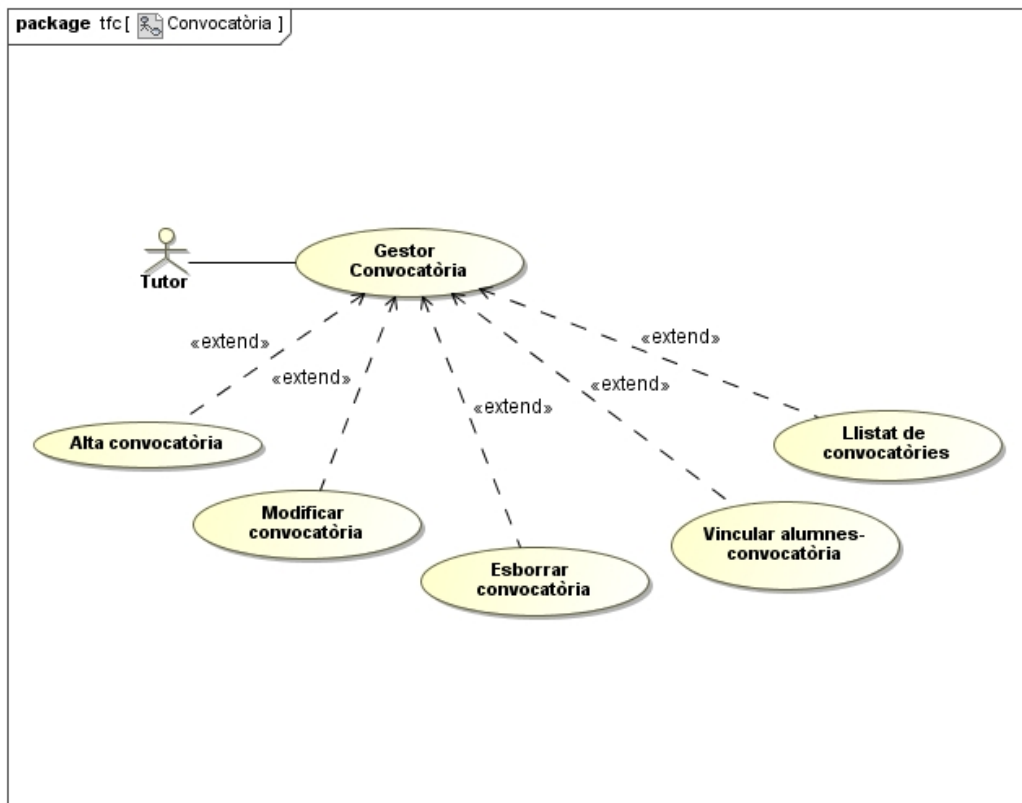 package tfc [ Convocatòria ]
Gestor
Convocatòria
Tutor
«extend»
«extend»
«extend»
«extend»
«extend»
Alta convocatòria
Llistat de
convocatòries
Modificar
convocatòria
Vincular alumnes-
convocatòria
Esborrar
convocatòria